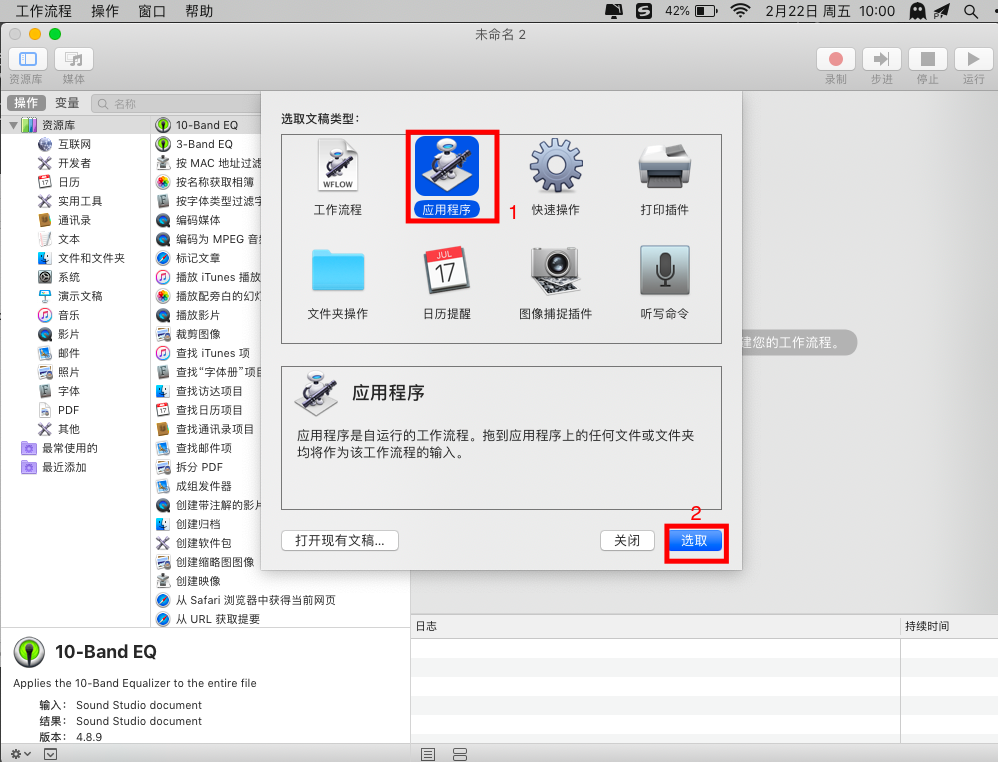 工作流程 操作 窗口 帮助
42% 2月22日 周五 10:00
未命名 2
资源库 媒体 录制 步进 停止 运行
操作 变量 名称
资源库
互联网
开发者
日历
实用工具
通讯录
文本
文件和文件夹
系统
演示文稿
音乐
影片
邮件
照片
字体
PDF
其他
最常使用的
最近添加
10-Band EQ
3-Band EQ
按 MAC 地址过滤
按名称获取相簿
按字体类型过滤字
编码媒体
编码为 MPEG 音频
标记文章
播放 iTunes 播放
播放配旁白的幻灯
播放影片
裁剪图像
查找 iTunes 项
查找“字体册”项目
查找访达项目
查找日历项目
查找通讯录项目
查找邮件项
拆分 PDF
成组发件器
创建带注解的影片
创建归档
创建软件包
创建缩略图图像
创建映像
从 Safari 浏览器中获得当前网页
从 URL 获取提要
选取文稿类型:
WFLOW
工作流程
应用程序
1
快速操作
打印插件
文件夹操作
JUL
17
日历提醒
图像捕捉插件
听写命令
建您的工作流程。
应用程序
应用程序是自运行的工作流程。拖到应用程序上的任何文件或文件夹
均将作为该工作流程的输入。
2
打开现有文稿... 关闭 选取
日志 持续时间
10-Band EQ
Applies the 10-Band Equalizer to the entire file
输入: Sound Studio document
结果: Sound Studio document
版本: 4.8.9